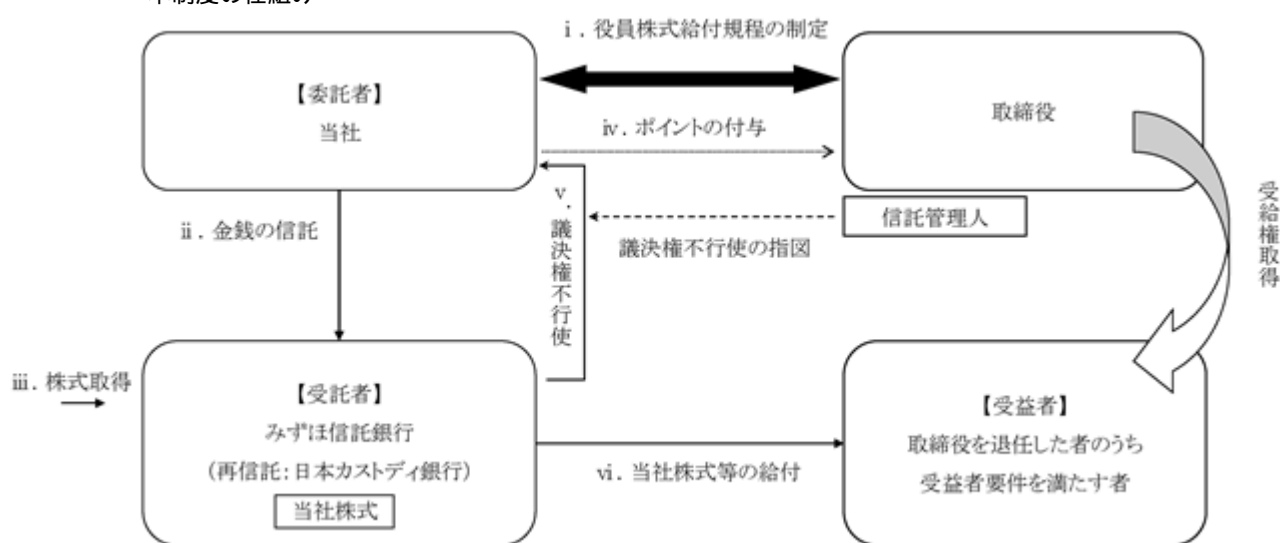 本制度の仕組み
ⅰ．役員株式給付規程の制定
【委託者】
当社
取締役
ⅳ．ポイントの付与
ⅱ．金銭の信託
ⅴ．議決権不行使
信託管理人
議決権不行使の指図
受給権取得
ⅲ．株式取得
【受託者】
みずほ信託銀行
（再信託：日本カストディ銀行）
当社株式
ⅵ．当社株式等の給付
【受益者】
取締役を退任した者のうち
受益者要件を満たす者